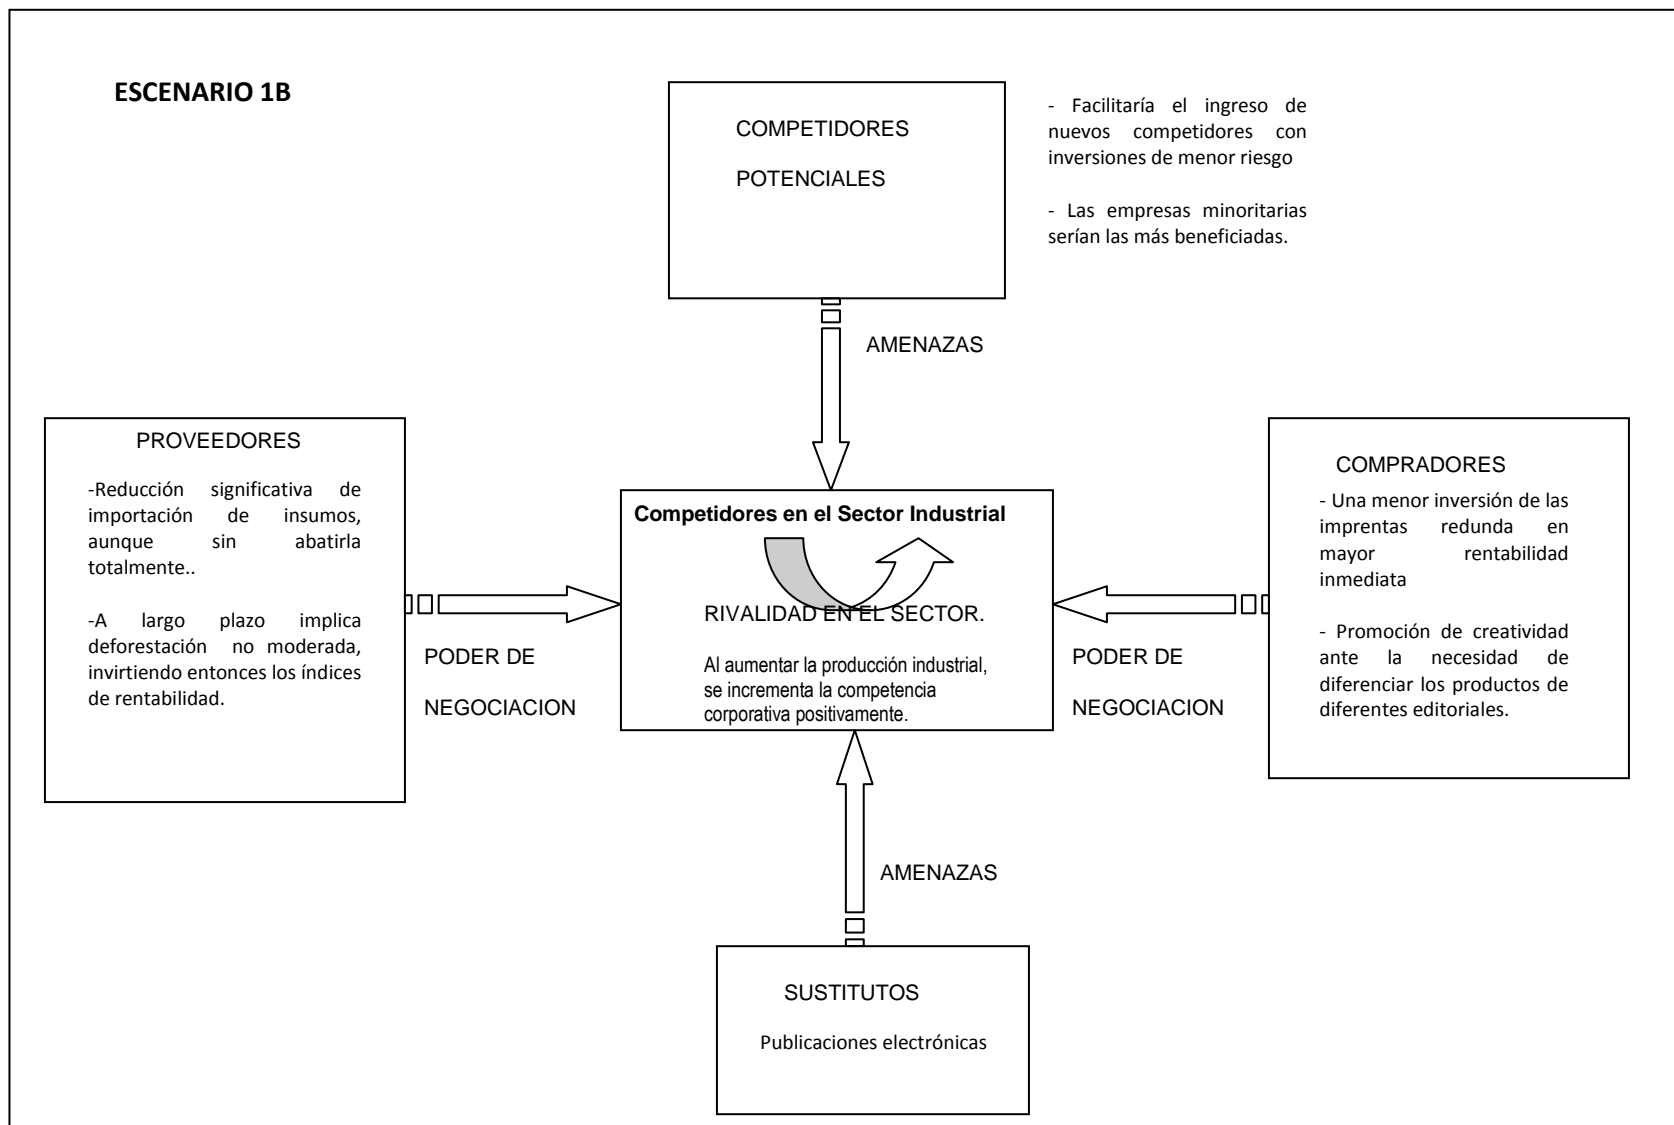 ESCENARIO 1B
COMPETIDORES
POTENCIALES
- Facilitaría el ingreso de
nuevos competidores con
inversiones de menor riesgo
- Las empresas minoritarias
serían las más beneficiadas.
AMENAZAS
PROVEEDORES
-Reducción significativa de
importación de insumos,
aunque sin abatirla
totalmente..
-A largo plazo implica
deforestación no moderada,
invirtiendo entonces los índices
de rentabilidad.
PODER DE
NEGOCIACION
Competidores en el Sector Industrial
RIVALIDAD EN EL SECTOR.
Al aumentar la producción industrial,
se incrementa la competencia
corporativa positivamente.
PODER DE
NEGOCIACION
COMPRADORES
- Una menor inversión de las
imprentas redunda en
mayor rentabilidad
inmediata
- Promoción de creatividad
ante la necesidad de
diferenciar los productos de
diferentes editoriales.
AMENAZAS
SUSTITUTOS
Publicaciones electrónicas